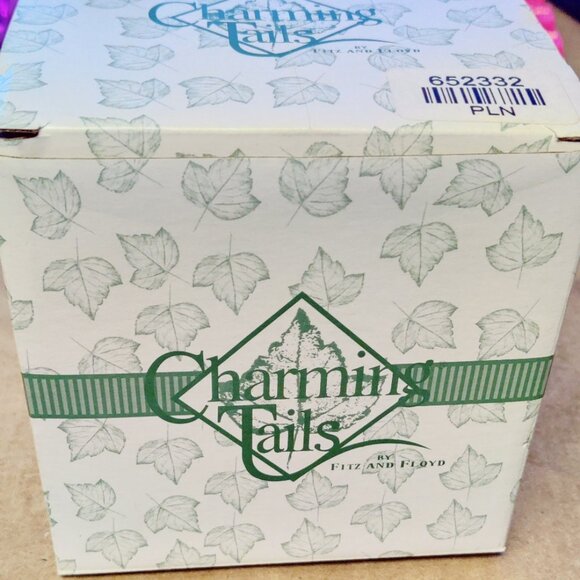 Charming
Tails
BY
FITZ AND FLOYD
652332
PLN
Charming
Tails
BY
FITZ AND FLOYD